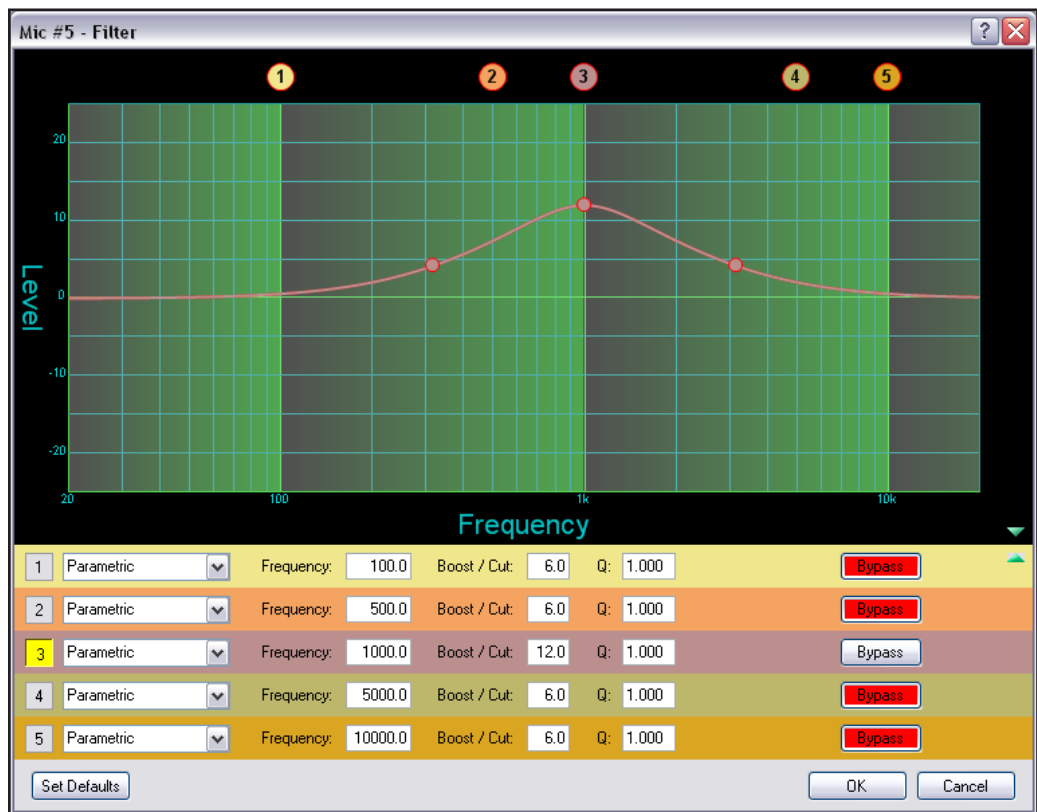 Mic #5 - Filter ?
1 2 3 4 5
20
10
0
-10
-20
Level
20 100 1k 10k
Frequency
1 Parametric Frequency: 100.0 Boost / Cut: 6.0 Q: 1.000 Bypass
2 Parametric Frequency: 500.0 Boost / Cut: 6.0 Q: 1.000 Bypass
3 Parametric Frequency: 1000.0 Boost / Cut: 12.0 Q: 1.000 Bypass
4 Parametric Frequency: 5000.0 Boost / Cut: 6.0 Q: 1.000 Bypass
5 Parametric Frequency: 10000.0 Boost / Cut: 6.0 Q: 1.000 Bypass
Set Defaults OK Cancel